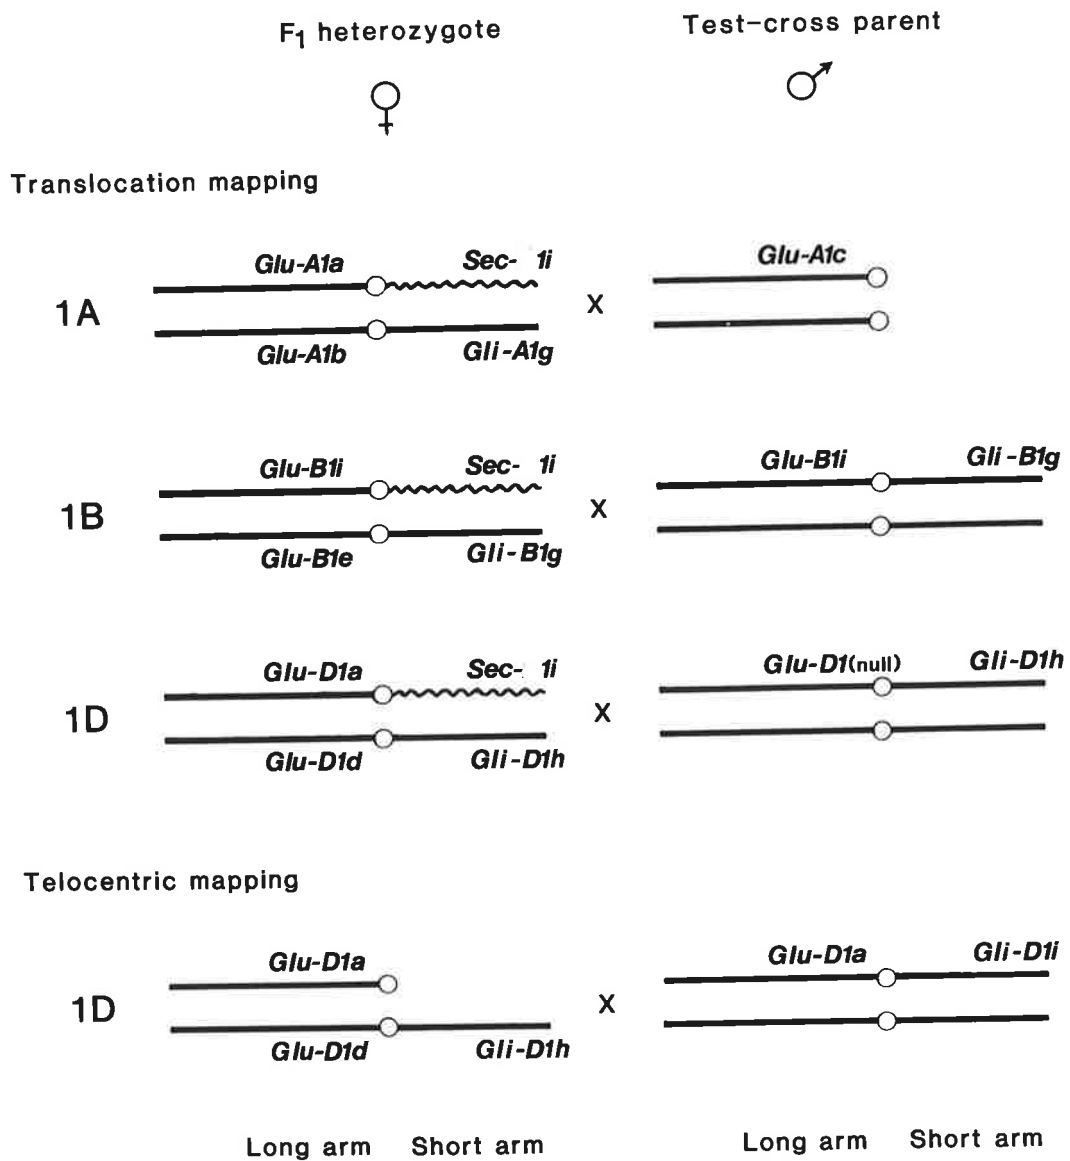 F1 heterozygote Test-cross parent
♀ ♂
Translocation mapping
Glu-A1a Sec- 1i Glu-A1c
1A x
Glu-A1b Gli-A1g
Glu-B1i Sec- 1i Glu-B1i Gli-B1g
1B x
Glu-B1e Gli-B1g
Glu-D1a Sec- 1i Glu-D1(null) Gli-D1h
1D x
Glu-D1d Gli-D1h
Telocentric mapping
Glu-D1a Glu-D1a Gli-D1i
1D x
Glu-D1d Gli-D1h
Long arm Short arm Long arm Short arm